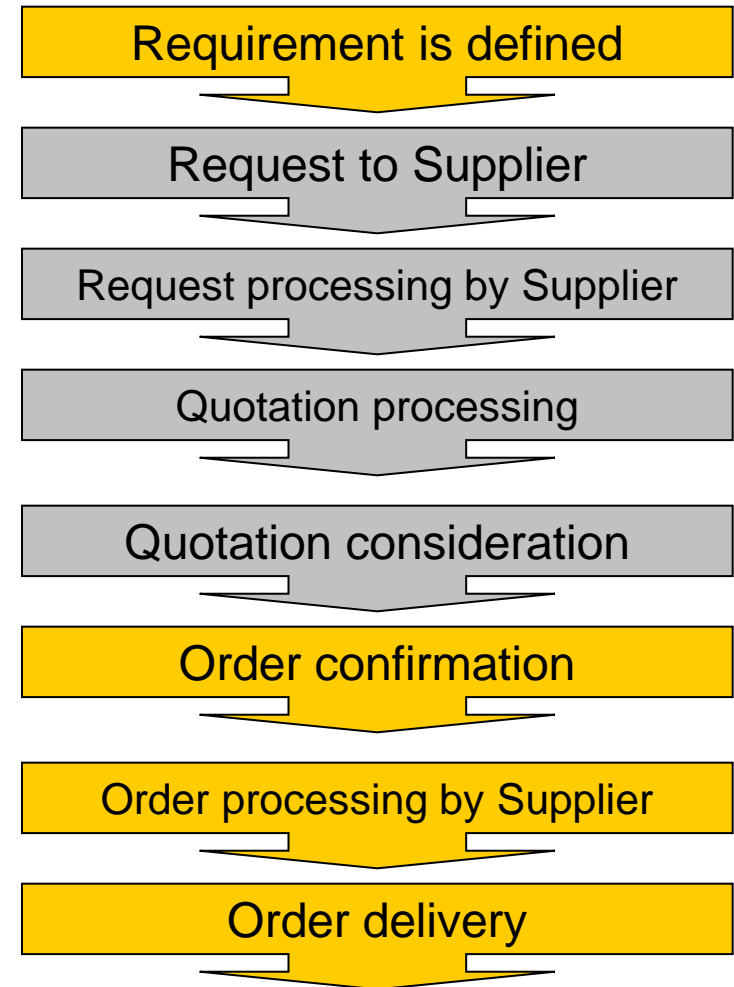 Requirement is defined
Request to Supplier
Request processing by Supplier
Quotation processing
Quotation consideration
Order confirmation
Order processing by Supplier
Order delivery